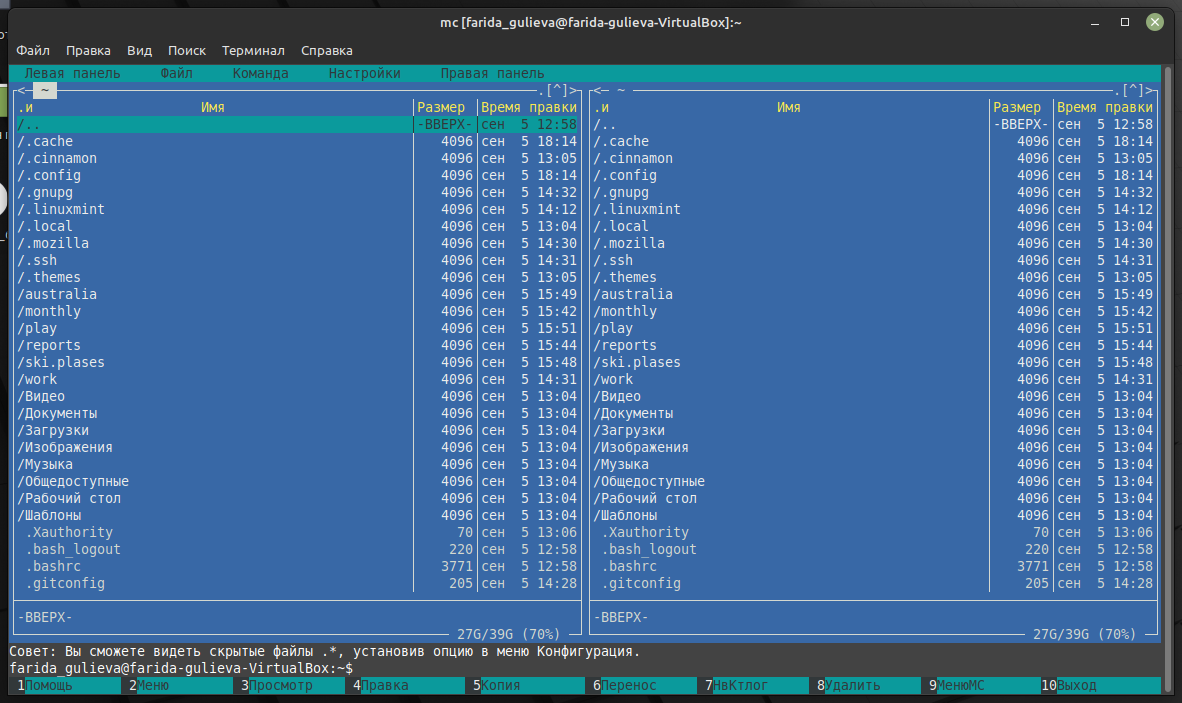 mc [farida_gulieva@farida-gulieva-VirtualBox]:~
Файл Правка Вид Поиск Терминал Справка
Левая панель Файл Команда Настройки Правая панель
<─ ~ .[^]> <─ ~ .[^]>
.и Имя Размер Время правки .и Имя Размер Время правки
/.. -ВВЕРХ- сен 5 12:58 /.. -ВВЕРХ- сен 5 12:58
/.cache 4096 сен 5 18:14 /.cache 4096 сен 5 18:14
/.cinnamon 4096 сен 5 13:05 /.cinnamon 4096 сен 5 13:05
/.config 4096 сен 5 18:14 /.config 4096 сен 5 18:14
/.gnupg 4096 сен 5 14:32 /.gnupg 4096 сен 5 14:32
/.linuxmint 4096 сен 5 14:12 /.linuxmint 4096 сен 5 14:12
/.local 4096 сен 5 13:04 /.local 4096 сен 5 13:04
/.mozilla 4096 сен 5 14:30 /.mozilla 4096 сен 5 14:30
/.ssh 4096 сен 5 14:31 /.ssh 4096 сен 5 14:31
/.themes 4096 сен 5 13:05 /.themes 4096 сен 5 13:05
/australia 4096 сен 5 15:49 /australia 4096 сен 5 15:49
/monthly 4096 сен 5 15:42 /monthly 4096 сен 5 15:42
/play 4096 сен 5 15:51 /play 4096 сен 5 15:51
/reports 4096 сен 5 15:44 /reports 4096 сен 5 15:44
/ski.plases 4096 сен 5 15:48 /ski.plases 4096 сен 5 15:48
/work 4096 сен 5 14:31 /work 4096 сен 5 14:31
/Видео 4096 сен 5 13:04 /Видео 4096 сен 5 13:04
/Документы 4096 сен 5 13:04 /Документы 4096 сен 5 13:04
/Загрузки 4096 сен 5 13:04 /Загрузки 4096 сен 5 13:04
/Изображения 4096 сен 5 13:04 /Изображения 4096 сен 5 13:04
/Музыка 4096 сен 5 13:04 /Музыка 4096 сен 5 13:04
/Общедоступные 4096 сен 5 13:04 /Общедоступные 4096 сен 5 13:04
/Рабочий стол 4096 сен 5 13:04 /Рабочий стол 4096 сен 5 13:04
/Шаблоны 4096 сен 5 13:04 /Шаблоны 4096 сен 5 13:04
.Xauthority 70 сен 5 13:06 .Xauthority 70 сен 5 13:06
.bash_logout 220 сен 5 12:58 .bash_logout 220 сен 5 12:58
.bashrc 3771 сен 5 12:58 .bashrc 3771 сен 5 12:58
.gitconfig 205 сен 5 14:28 .gitconfig 205 сен 5 14:28
-ВВЕРХ- -ВВЕРХ-
27G/39G (70%) 27G/39G (70%)
Совет: Вы сможете видеть скрытые файлы .*, установив опцию в меню Конфигурация.
farida_gulieva@farida-gulieva-VirtualBox:~$
1Помощь 2Меню 3Просмотр 4Правка 5Копия 6Перенос 7НвКтлог 8Удалить 9МенюМС 10Выход